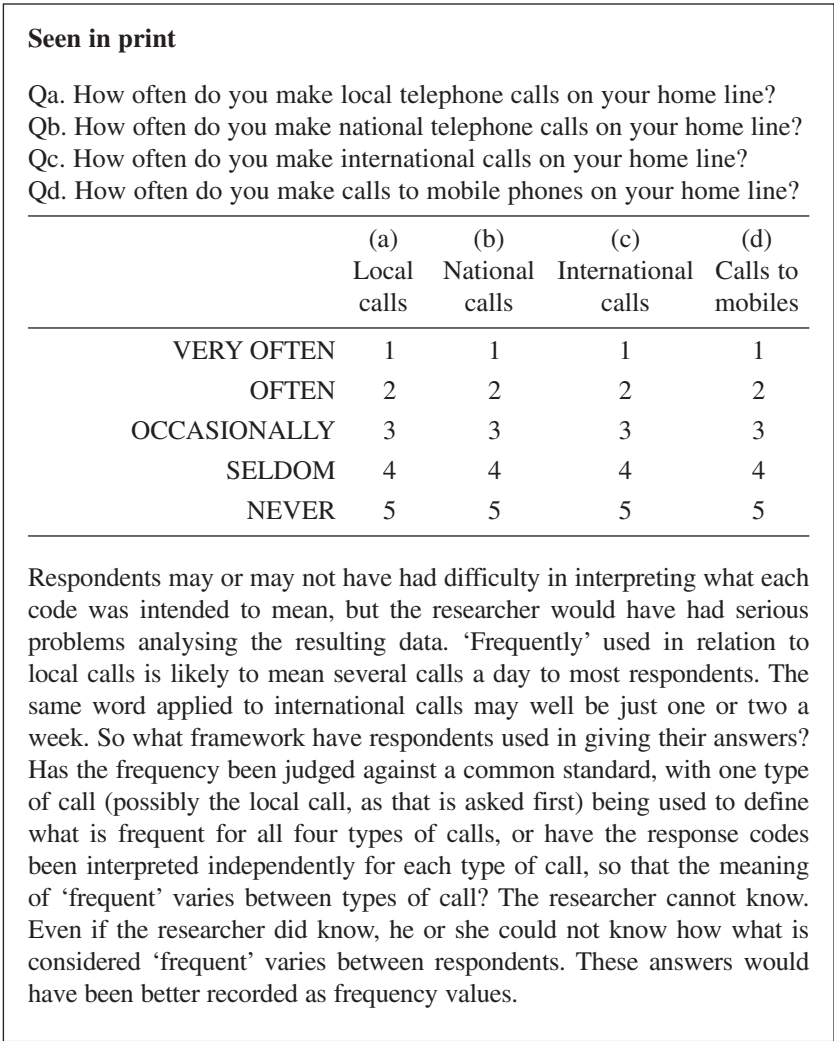 Seen in print
Qa. How often do you make local telephone calls on your home line?
Qb. How often do you make national telephone calls on your home line?
Qc. How often do you make international calls on your home line?
Qd. How often do you make calls to mobile phones on your home line?
(a) (b) (c) (d)
Local National International Calls to
calls calls calls mobiles
VERY OFTEN 1 1 1 1
OFTEN 2 2 2 2
OCCASIONALLY 3 3 3 3
SELDOM 4 4 4 4
NEVER 5 5 5 5
Respondents may or may not have had difficulty in interpreting what each
code was intended to mean, but the researcher would have had serious
problems analysing the resulting data. ‘Frequently’ used in relation to
local calls is likely to mean several calls a day to most respondents. The
same word applied to international calls may well be just one or two a
week. So what framework have respondents used in giving their answers?
Has the frequency been judged against a common standard, with one type
of call (possibly the local call, as that is asked first) being used to define
what is frequent for all four types of calls, or have the response codes
been interpreted independently for each type of call, so that the meaning
of ‘frequent’ varies between types of call? The researcher cannot know.
Even if the researcher did know, he or she could not know how what is
considered ‘frequent’ varies between respondents. These answers would
have been better recorded as frequency values.